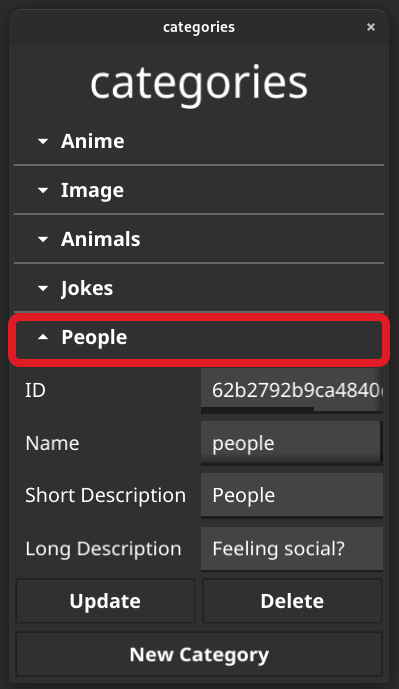 categories ×
categories
Anime
Image
Animals
Jokes
People
ID 62b2792b9ca4840
Name people
Short Description People
Long Description Feeling social?
Update Delete
New Category